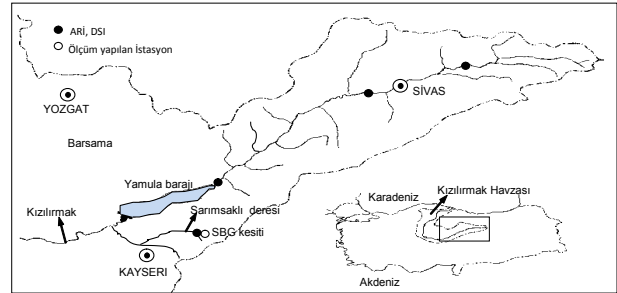 ARİ, DSI
Ölçüm yapılan İstasyon
YOZGAT
SİVAS
Barsama
Yamula barajı
Kızılırmak
Sarımsaklı deresi
SBG kesiti
KAYSERI
Karadeniz
Kızılırmak Havzası
Akdeniz